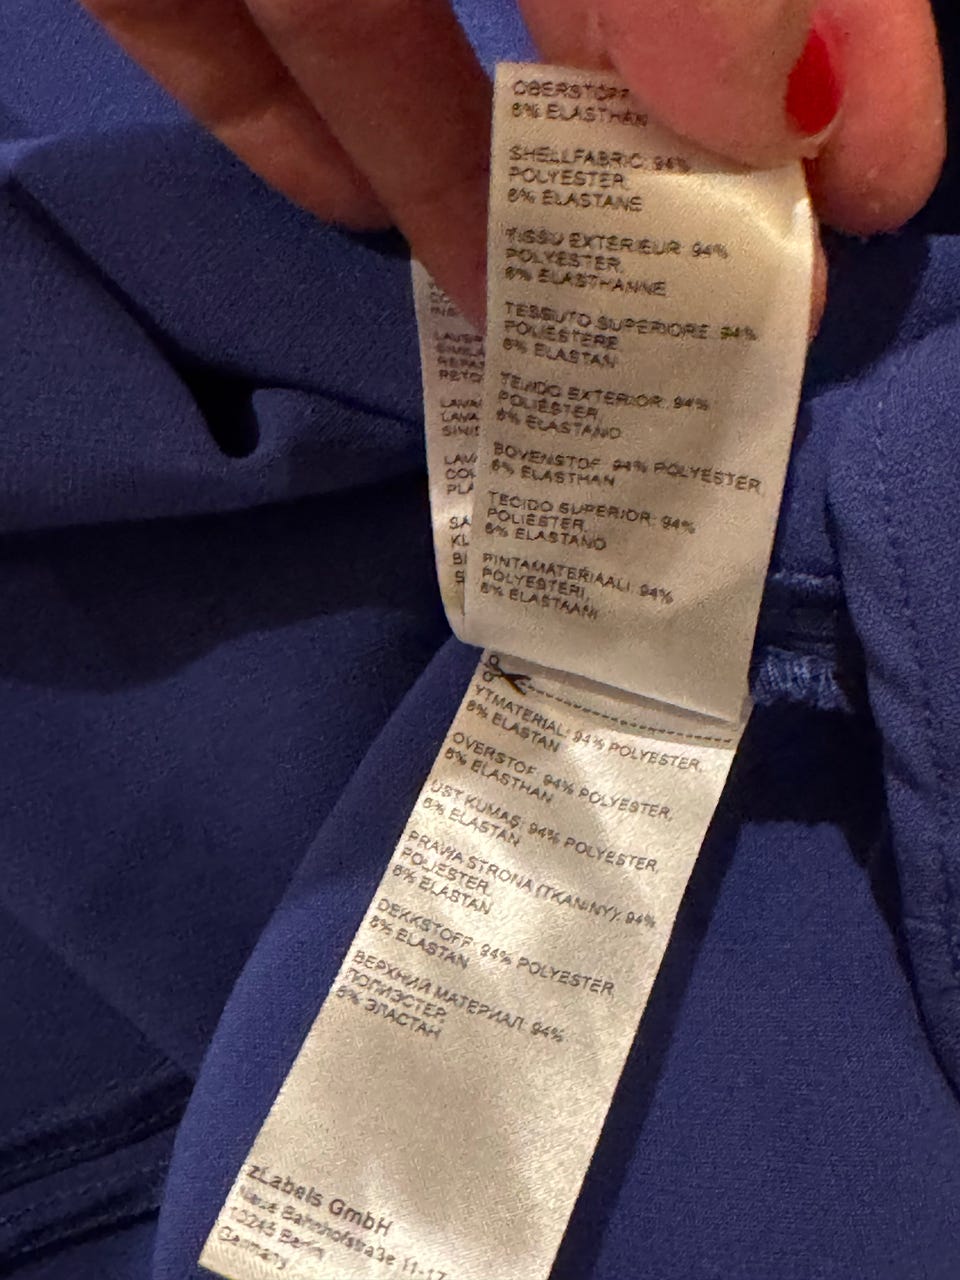 OBERSTOFF
6% ELASTHAN
SHELLFABRIC: 94%
POLYESTER,
6% ELASTANE
TISSU EXTERIEUR: 94%
POLYESTER,
6% ELASTHANNE
TESSUTO SUPERIORE: 94%
POLIESTERE
6% ELASTAN
TEJIDO EXTERIOR: 94%
POLIÉSTER,
6% ELASTANO
BOVENSTOF: 94% POLYESTER,
6% ELASTHAN
TECIDO SUPERIOR: 94%
POLIÉSTER,
6% ELASTANO
PINTAMATERIAALI: 94%
POLYESTERI,
6% ELASTAANI
YTMATERIAL: 94% POLYESTER,
6% ELASTAN
OVERSTOF: 94% POLYESTER,
6% ELASTHAN
ÜST KUMAŞ: 94% POLYESTER,
6% ELASTAN
PRAWA STRONA (TKANINY): 94%
POLIESTER,
6% ELASTAN
DEKKSTOFF: 94% POLYESTER,
6% ELASTAN
ВЕРХНИЙ МАТЕРИАЛ: 94%
ПОЛИЭСТЕР,
6% ЭЛАСТАН
zLabels GmbH
Neue Bahnhofstraße 11-17
10245 Berlin
Germany